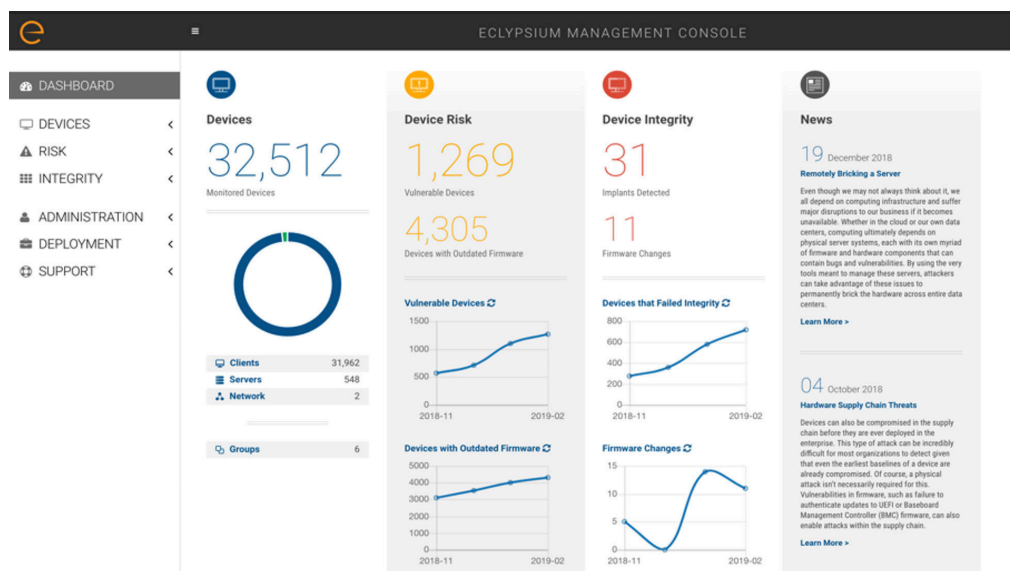 ECLYPSIUM MANAGEMENT CONSOLE
DASHBOARD
DEVICES
RISK
INTEGRITY
ADMINISTRATION
DEPLOYMENT
SUPPORT
Devices
32,512
Monitored Devices
Clients 31,962
Servers 548
Network 2
Groups 6
Device Risk
1,269
Vulnerable Devices
4,305
Devices with Outdated Firmware
Vulnerable Devices
1500
1000
500
0
2018-11 2019-02
Devices with Outdated Firmware
5000
4000
3000
2000
1000
0
2018-11 2019-02
Device Integrity
31
Implants Detected
11
Firmware Changes
Devices that Failed Integrity
800
600
400
200
0
2018-11 2019-02
Firmware Changes
15
10
5
0
2018-11 2019-02
News
19 December 2018
Remotely Bricking a Server
Even though we may not always think about it, we
all depend on computing infrastructure and suffer
major disruptions to our business if it becomes
unavailable. Whether in the cloud or our own data
centers, computing ultimately depends on
physical server systems, each with its own myriad
of firmware and hardware components that can
contain bugs and vulnerabilities. By using the very
tools meant to manage these servers, attackers
can take advantage of these issues to
permanently brick the hardware across entire data
centers.
Learn More >
04 October 2018
Hardware Supply Chain Threats
Devices can also be compromised in the supply
chain before they are ever deployed in the
enterprise. This type of attack can be incredibly
difficult for most organizations to detect given
that even the earliest baselines of a device are
already compromised. Of course, a physical
attack isn't necessarily required for this.
Vulnerabilities in firmware, such as failure to
authenticate updates to UEFI or Baseboard
Management Controller (BMC) firmware, can also
enable attacks within the supply chain.
Learn More >